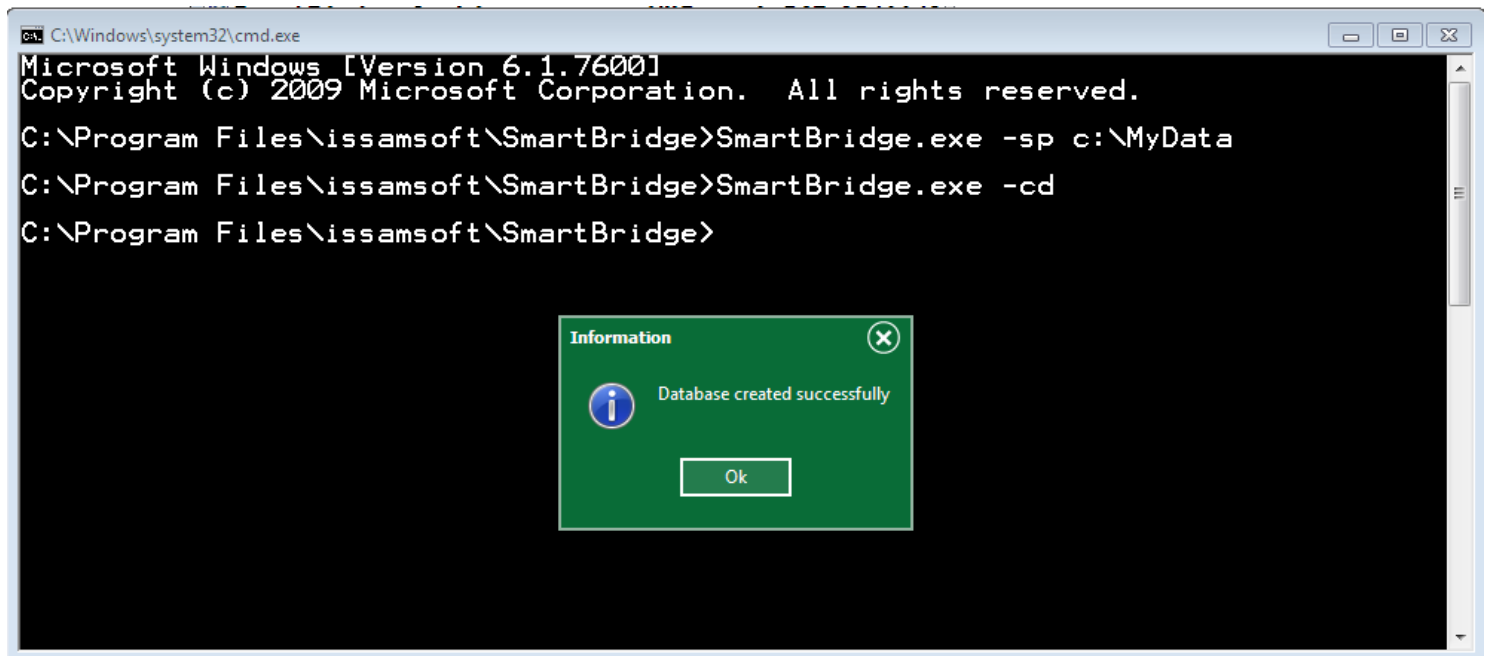 C:\Windows\system32\cmd.exe
Microsoft Windows [Version 6.1.7600]
Copyright (c) 2009 Microsoft Corporation.  All rights reserved.
C:\Program Files\issamsoft\SmartBridge>SmartBridge.exe -sp c:\MyData
C:\Program Files\issamsoft\SmartBridge>SmartBridge.exe -cd
C:\Program Files\issamsoft\SmartBridge>
Information
Database created successfully
Ok